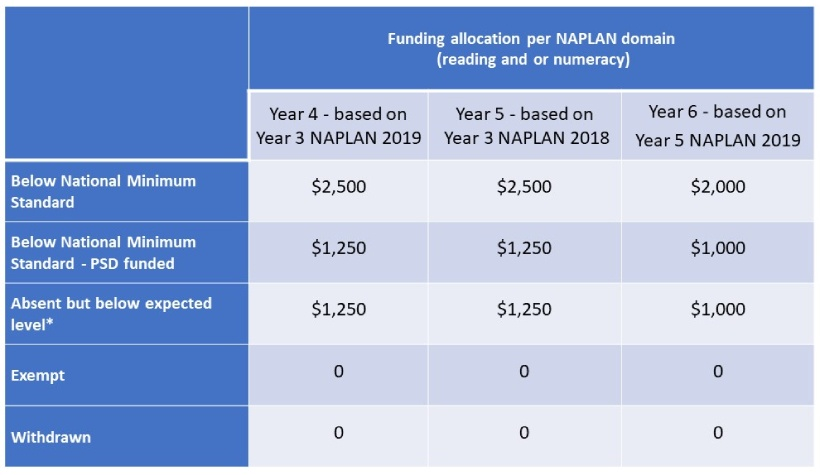 Funding allocation per NAPLAN domain
(reading and or numeracy)
Year 4 - based on
Year 3 NAPLAN 2019
Year 5 - based on
Year 3 NAPLAN 2018
Year 6 - based on
Year 5 NAPLAN 2019
Below National Minimum
Standard
$2,500
$2,500
$2,000
Below National Minimum
Standard - PSD funded
$1,250
$1,250
$1,000
Absent but below expected
level*
$1,250
$1,250
$1,000
Exempt
0
0
0
Withdrawn
0
0
0